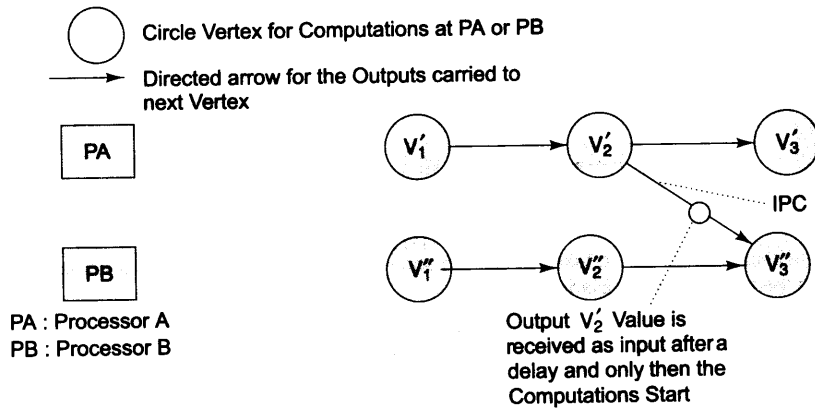 Circle Vertex for Computations at PA or PB
Directed arrow for the Outputs carried to
next Vertex
PA
V′1
V′2
V′3
IPC
PB
V″1
V″2
V″3
PA : Processor A
PB : Processor B
Output V′2 Value is
received as input after a
delay and only then the
Computations Start